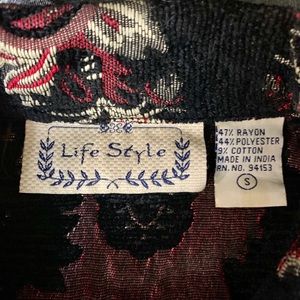 Life Style
47% RAYON
44% POLYESTER
9% COTTON
MADE IN INDIA
RN. NO. 94153
S